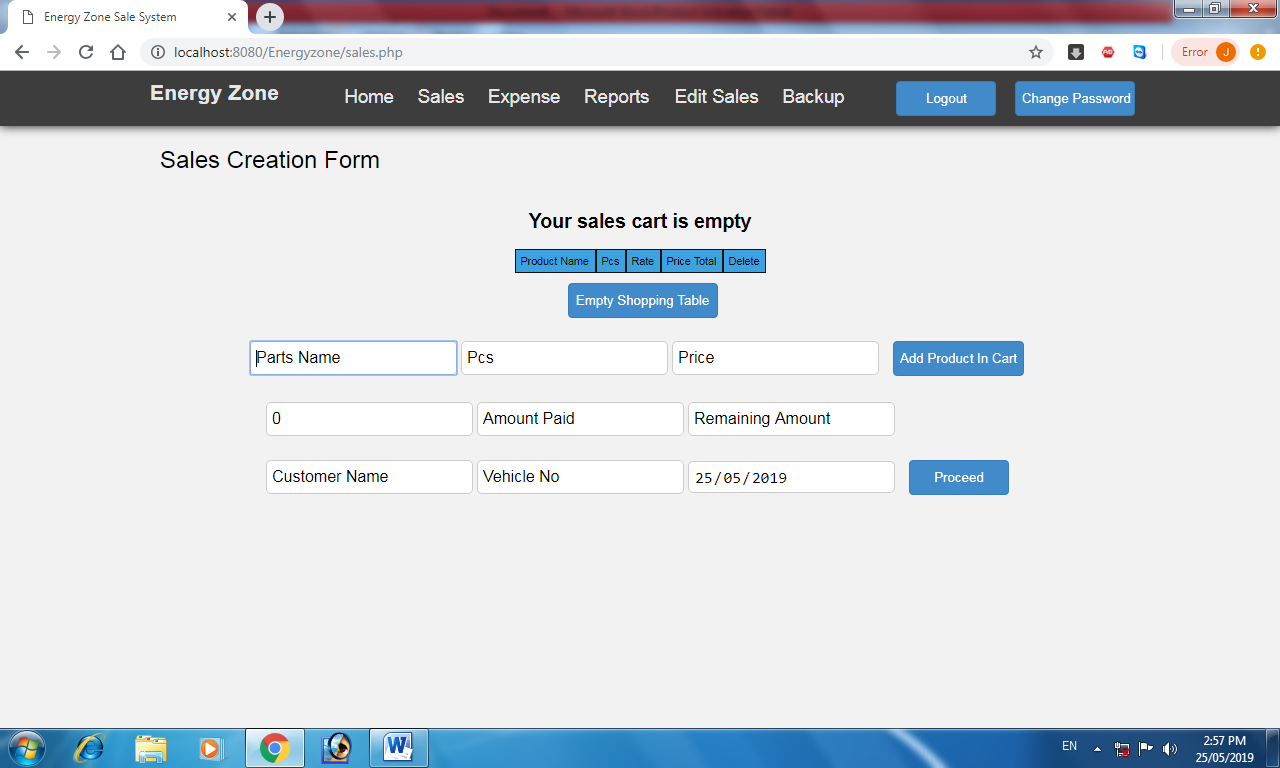 Energy Zone Sale System
localhost:8080/Energyzone/sales.php
Error J
Energy Zone Home Sales Expense Reports Edit Sales Backup Logout Change Password
Sales Creation Form
Your sales cart is empty
Product Name Pcs Rate Price Total Delete
Empty Shopping Table
Parts Name Pcs Price Add Product In Cart
0 Amount Paid Remaining Amount
Customer Name Vehicle No 25/05/2019 Proceed
EN 2:57 PM
25/05/2019